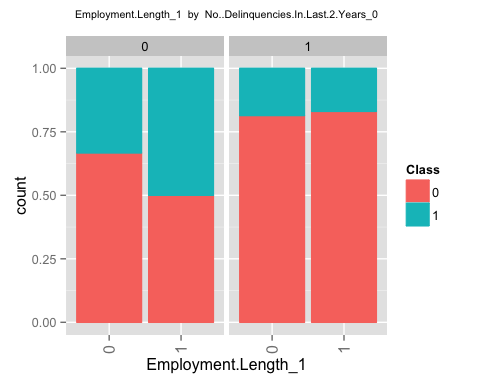 Employment.Length_1 by No..Delinquencies.In.Last.2.Years_0
0 1
1.00
0.75
0.50
0.25
0.00
count
0 1 0 1
Employment.Length_1
Class
0
1